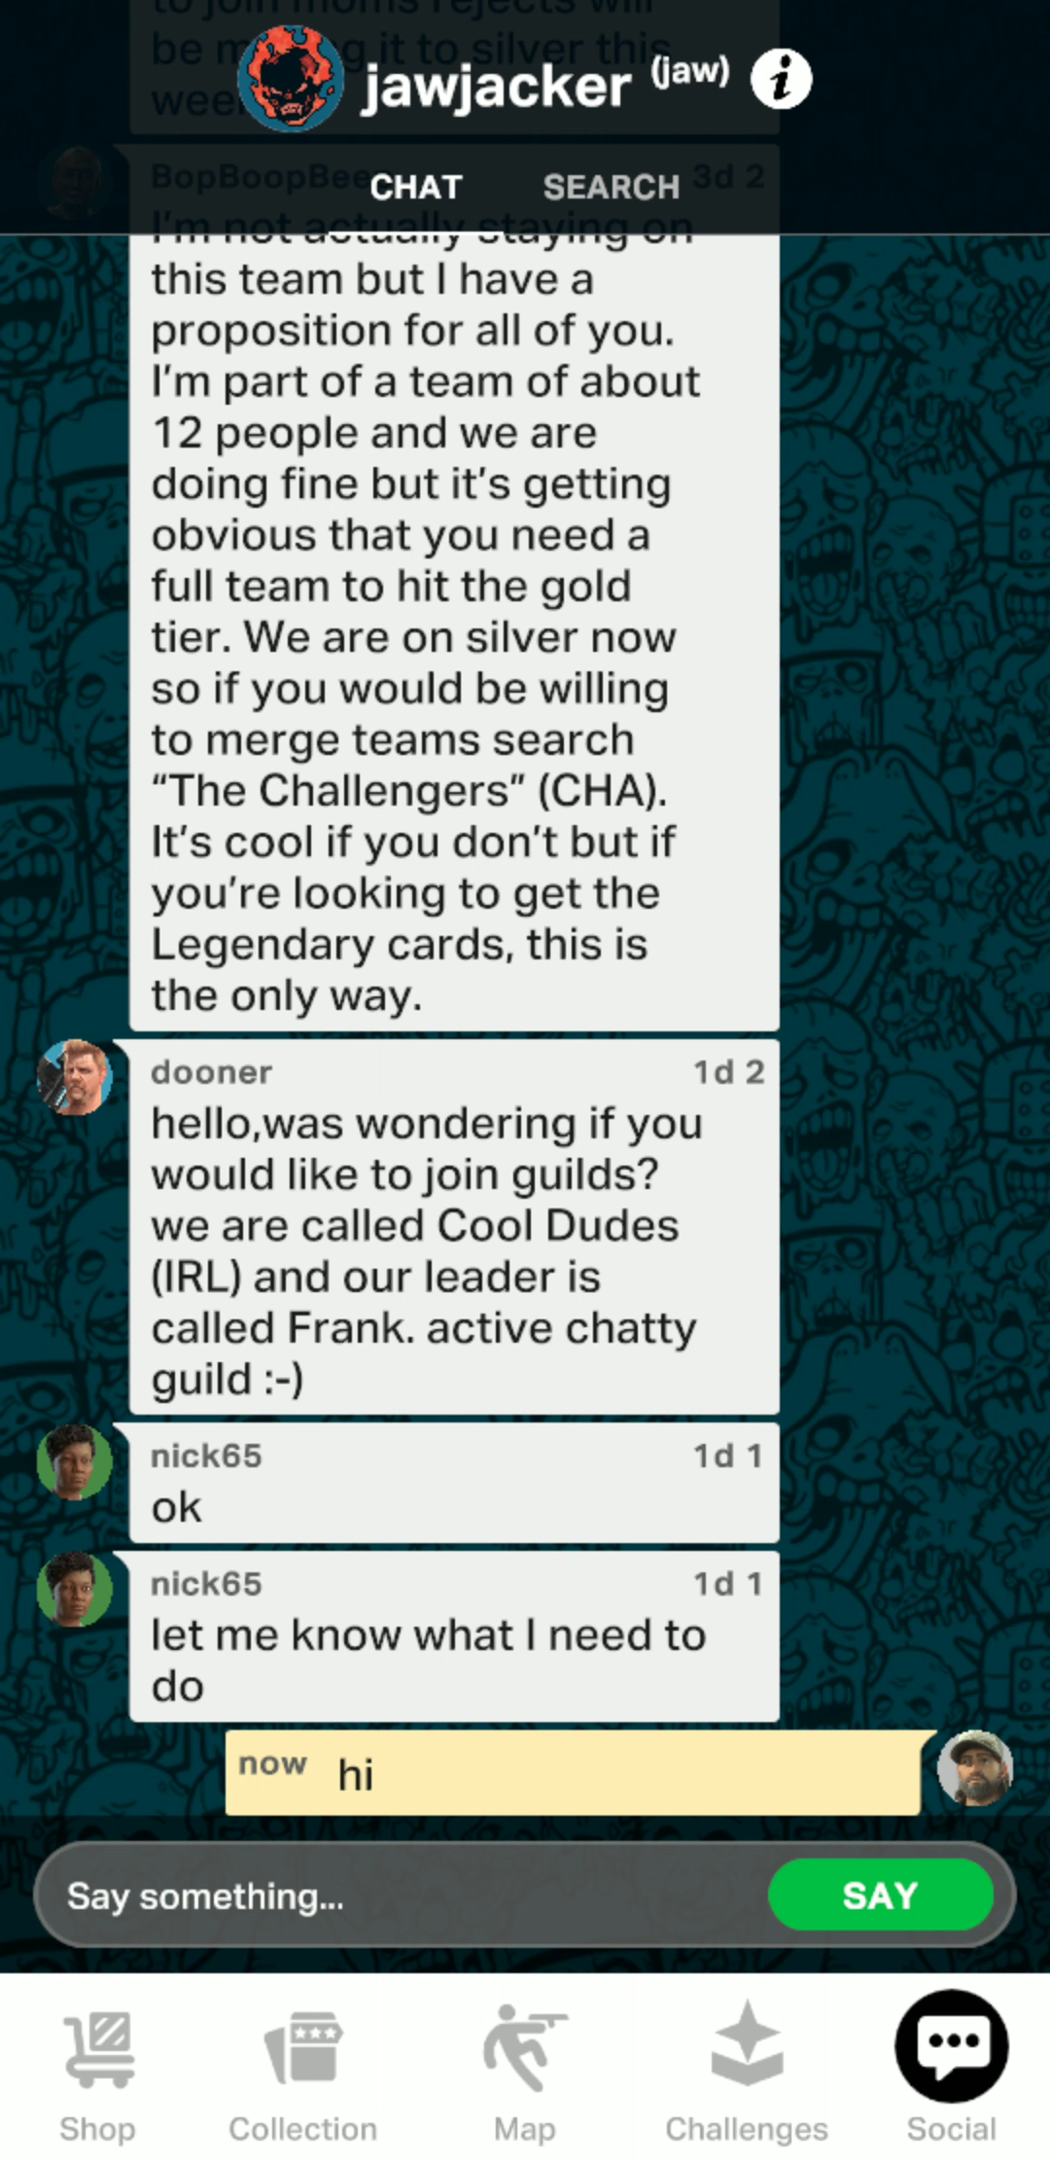 to join moms rejects will
be m g it to silver this
wee
jawjacker (jaw) i
BopBoopBee 3d 2
CHAT SEARCH
I'm not actually staying on
this team but I have a
proposition for all of you.
I'm part of a team of about
12 people and we are
doing fine but it's getting
obvious that you need a
full team to hit the gold
tier. We are on silver now
so if you would be willing
to merge teams search
“The Challengers” (CHA).
It's cool if you don't but if
you're looking to get the
Legendary cards, this is
the only way.
dooner 1d 2
hello,was wondering if you
would like to join guilds?
we are called Cool Dudes
(IRL) and our leader is
called Frank. active chatty
guild :-)
nick65 1d 1
ok
nick65 1d 1
let me know what I need to
do
now hi
Say something... SAY
Shop Collection Map Challenges Social